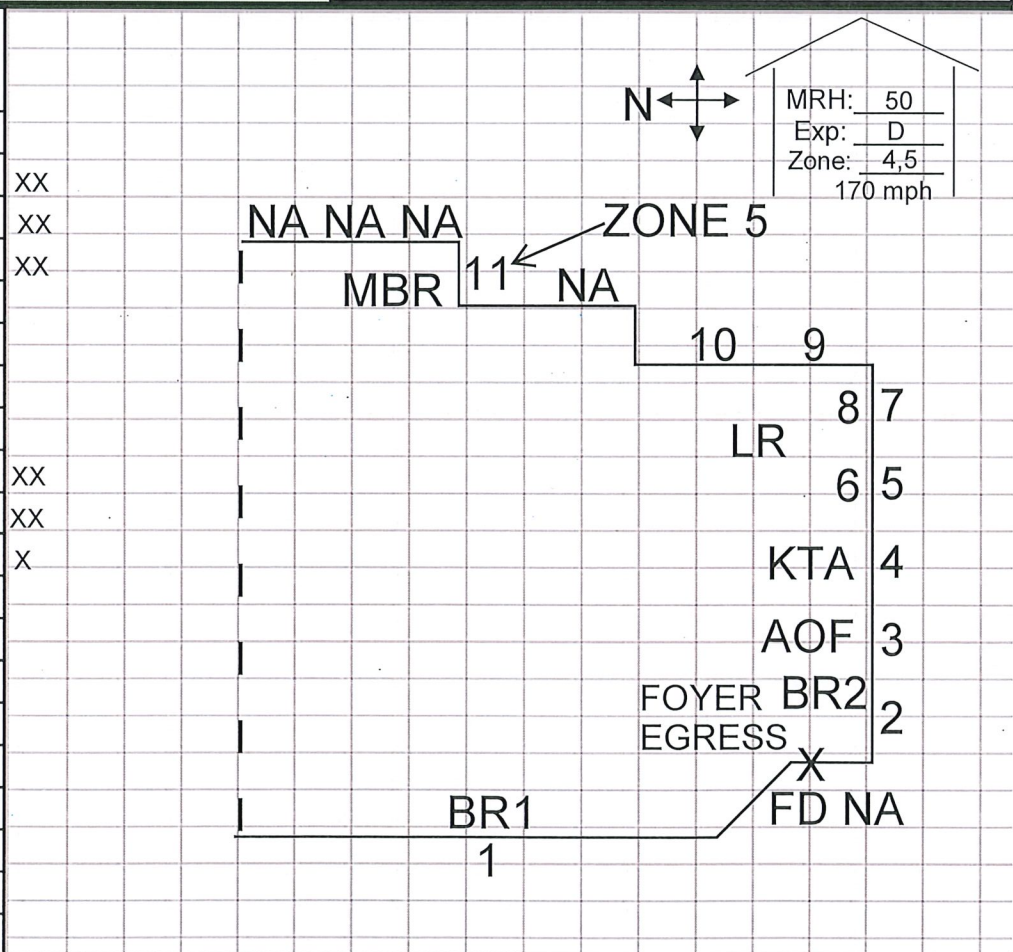 N
MRH: 50
Exp: D
Zone: 4,5
170 mph
XX
XX
XX
NA NA NA
ZONE 5
MBR
11
NA
10 9
8 7
LR
6 5
XX
XX
X
KTA 4
AOF 3
FOYER BR2
EGRESS 2
X
FD NA
BR1
1